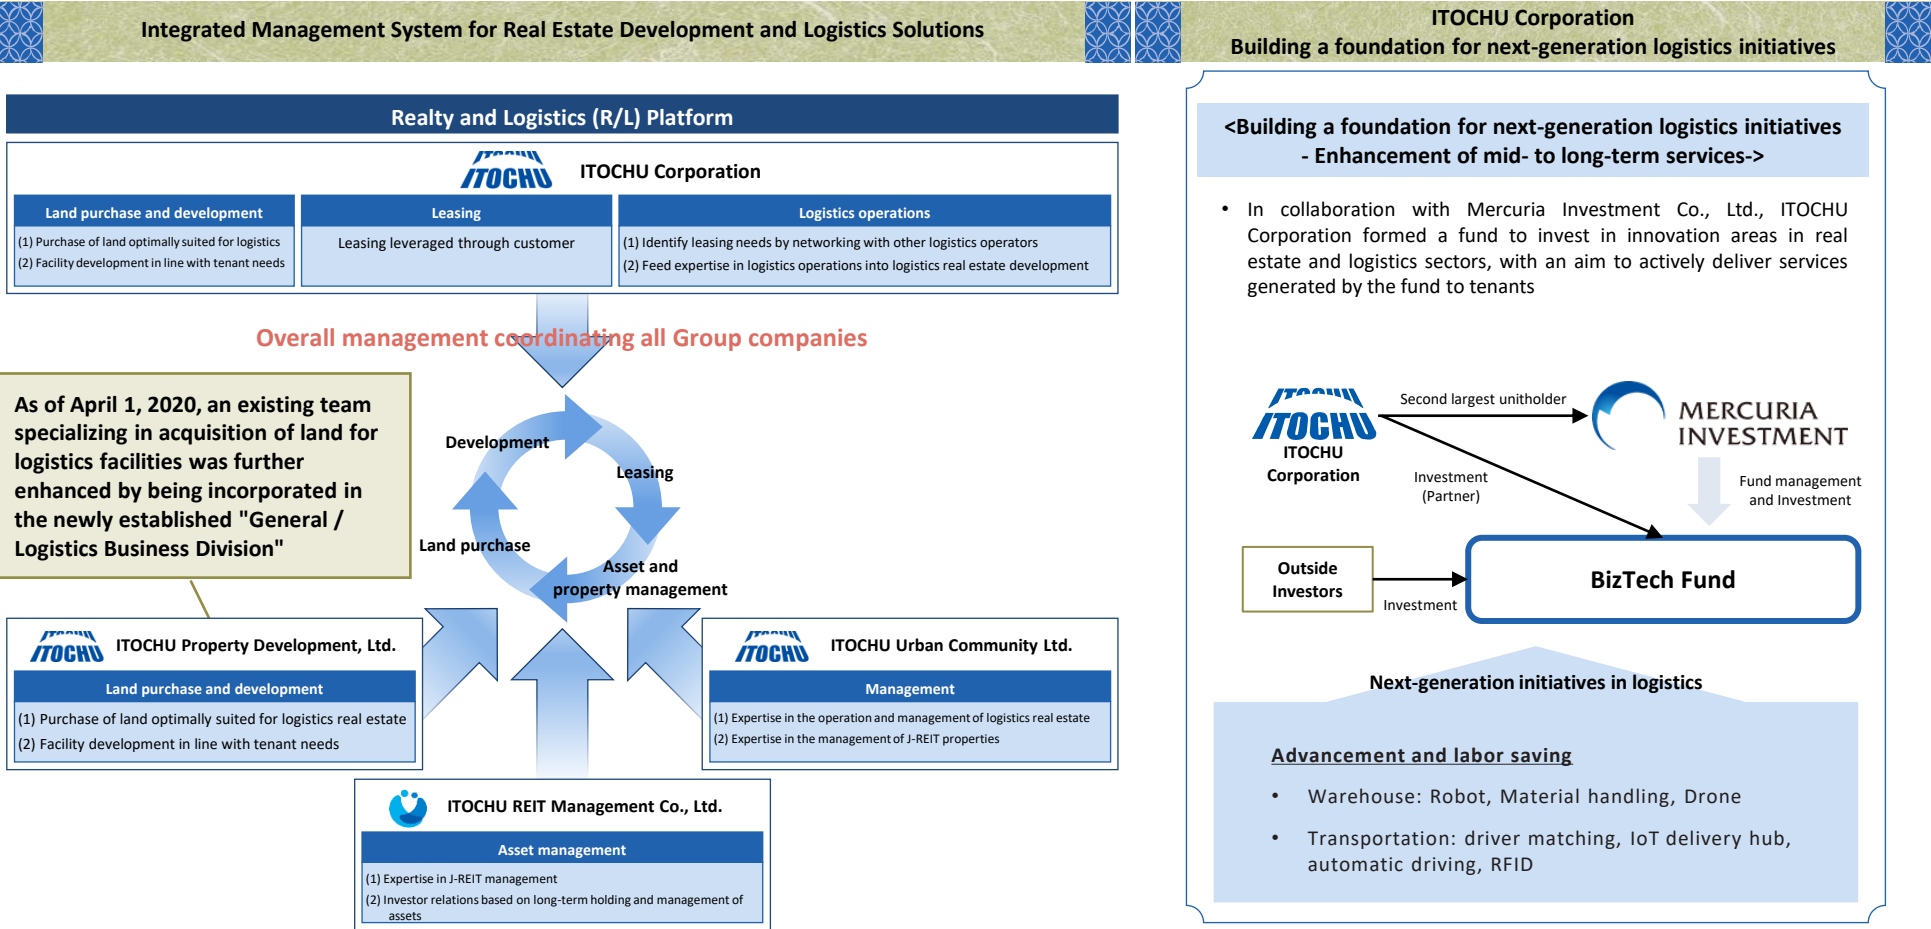 Integrated Management System for Real Estate Development and Logistics Solutions
Realty and Logistics (R/L) Platform
ITOCHU
ITOCHU Corporation
Land purchase and development
(1) Purchase of land optimally suited for logistics
(2) Facility development in line with tenant needs
Leasing
Leasing leveraged through customer
Logistics operations
(1) Identify leasing needs by networking with other logistics operators
(2) Feed expertise in logistics operations into logistics real estate development
Overall management coordinating all Group companies
As of April 1, 2020, an existing team
specializing in acquisition of land for
logistics facilities was further
enhanced by being incorporated in
the newly established "General /
Logistics Business Division"
Development
Leasing
Land purchase
Asset and
property management
ITOCHU
ITOCHU Property Development, Ltd.
Land purchase and development
(1) Purchase of land optimally suited for logistics real estate
(2) Facility development in line with tenant needs
ITOCHU
ITOCHU Urban Community Ltd.
Management
(1) Expertise in the operation and management of logistics real estate
(2) Expertise in the management of J-REIT properties
ITOCHU REIT Management Co., Ltd.
Asset management
(1) Expertise in J-REIT management
(2) Investor relations based on long-term holding and management of
assets
ITOCHU Corporation
Building a foundation for next-generation logistics initiatives
<Building a foundation for next-generation logistics initiatives
- Enhancement of mid- to long-term services->
• In collaboration with Mercuria Investment Co., Ltd., ITOCHU
Corporation formed a fund to invest in innovation areas in real
estate and logistics sectors, with an aim to actively deliver services
generated by the fund to tenants
ITOCHU
ITOCHU
Corporation
Second largest unitholder
MERCURIA
INVESTMENT
Investment
(Partner)
Fund management
and Investment
Outside
Investors
Investment
BizTech Fund
Next-generation initiatives in logistics
Advancement and labor saving
• Warehouse: Robot, Material handling, Drone
• Transportation: driver matching, IoT delivery hub,
automatic driving, RFID